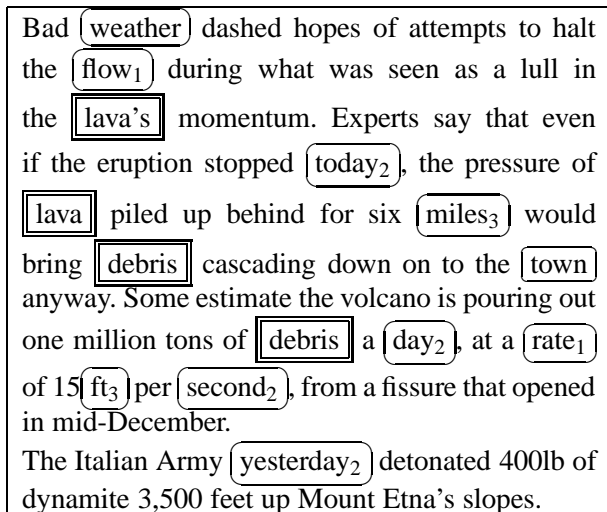 Bad weather dashed hopes of attempts to halt
the flow₁ during what was seen as a lull in
the lava's momentum. Experts say that even
if the eruption stopped today₂, the pressure of
lava piled up behind for six miles₃ would
bring debris cascading down on to the town
anyway. Some estimate the volcano is pouring out
one million tons of debris a day₂, at a rate₁
of 15 ft₃ per second₂, from a fissure that opened
in mid-December.
The Italian Army yesterday₂ detonated 400lb of
dynamite 3,500 feet up Mount Etna's slopes.